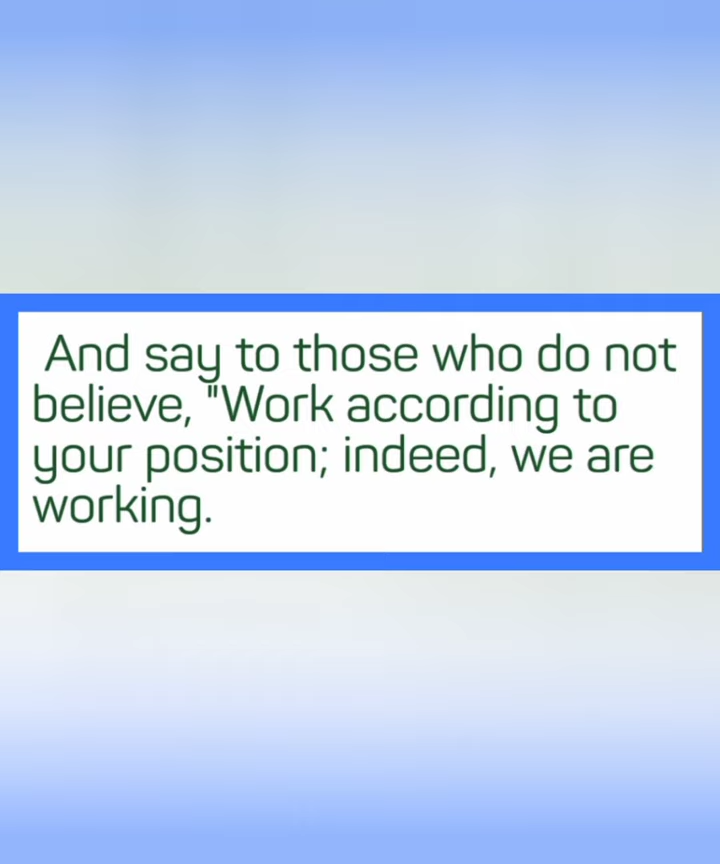 And say to those who do not
believe, "Work according to
your position; indeed, we are
working.